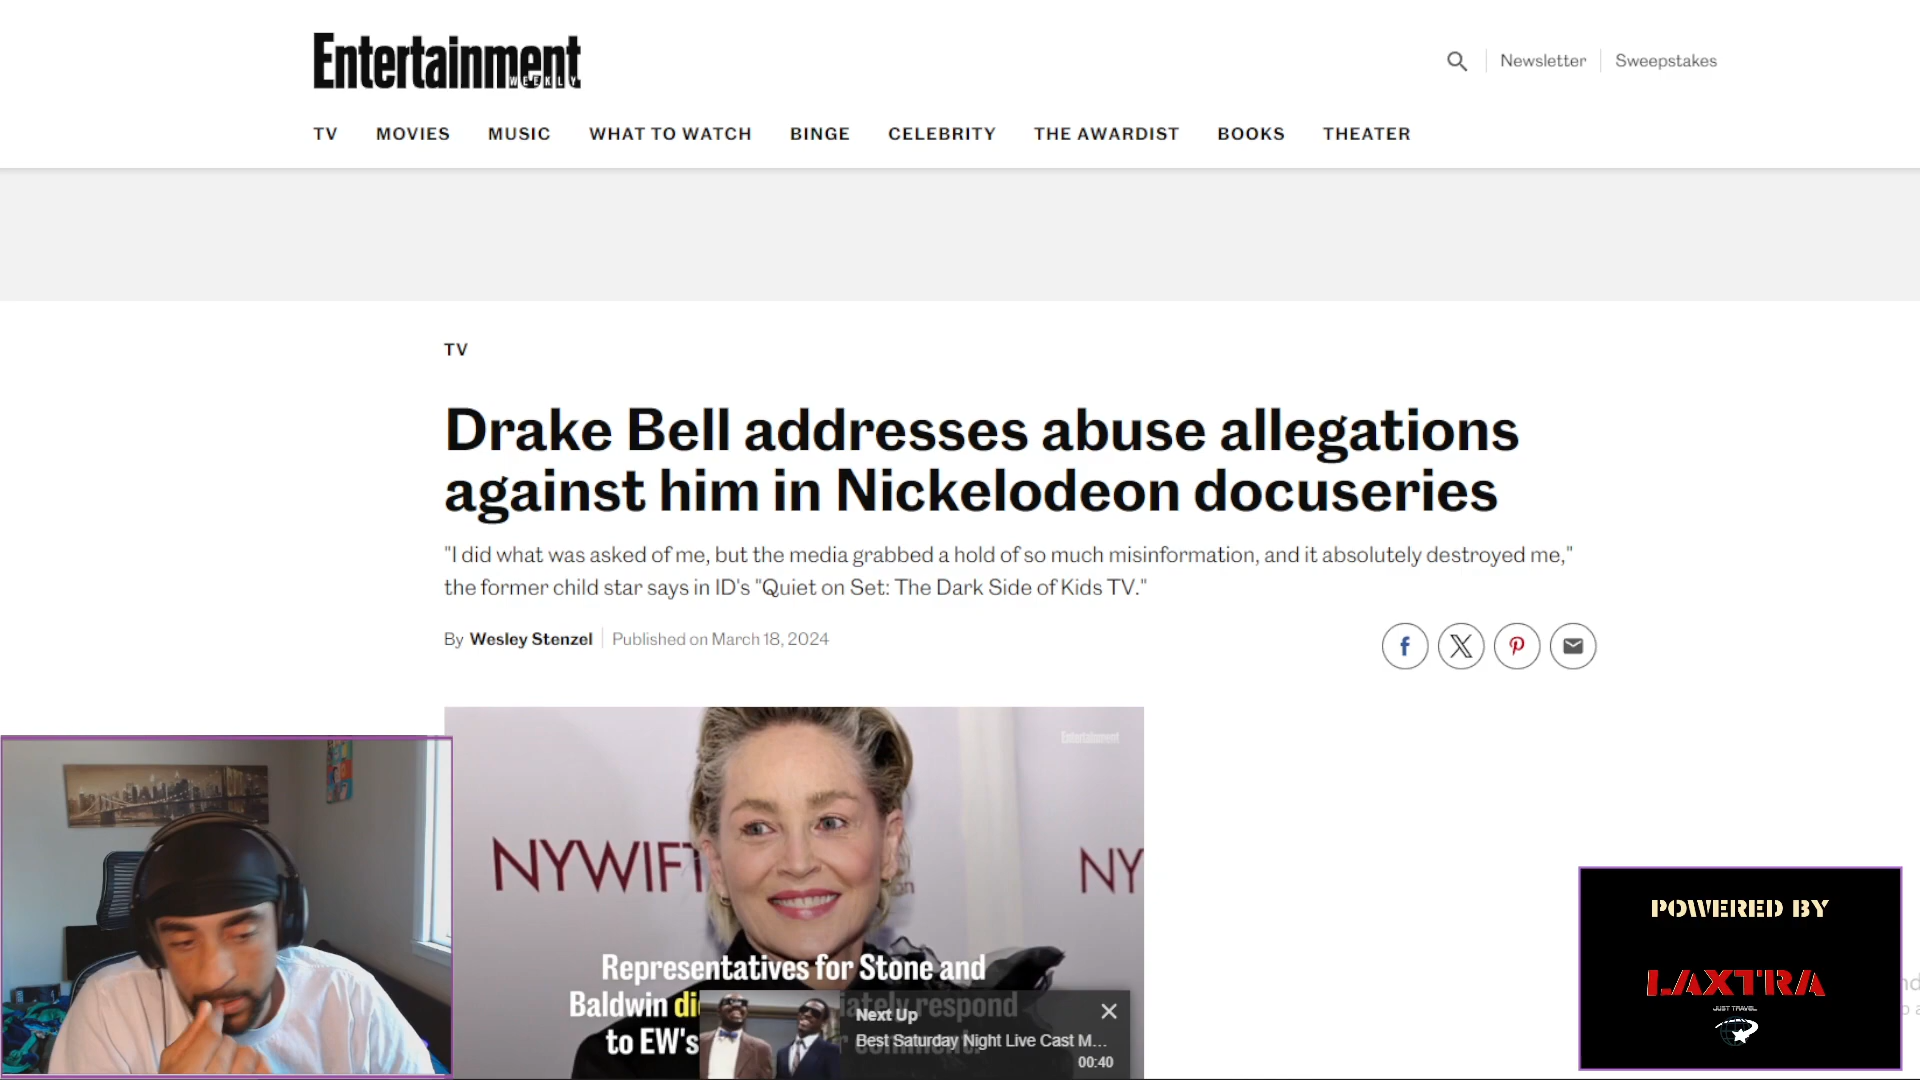 Entertainment
WEEKLY
Newsletter
Sweepstakes
TV MOVIES MUSIC WHAT TO WATCH BINGE CELEBRITY THE AWARDIST BOOKS THEATER
TV
Drake Bell addresses abuse allegations
against him in Nickelodeon docuseries
"I did what was asked of me, but the media grabbed a hold of so much misinformation, and it absolutely destroyed me,"
the former child star says in ID's "Quiet on Set: The Dark Side of Kids TV."
By Wesley Stenzel Published on March 18, 2024
Entertainment
NYWIFT
NY
Representatives for Stone and
Baldwin respond
to EW's comment.
Next Up
Best Saturday Night Live Cast M...
00:40
POWERED BY
LAXTRA
JUST TRAVEL